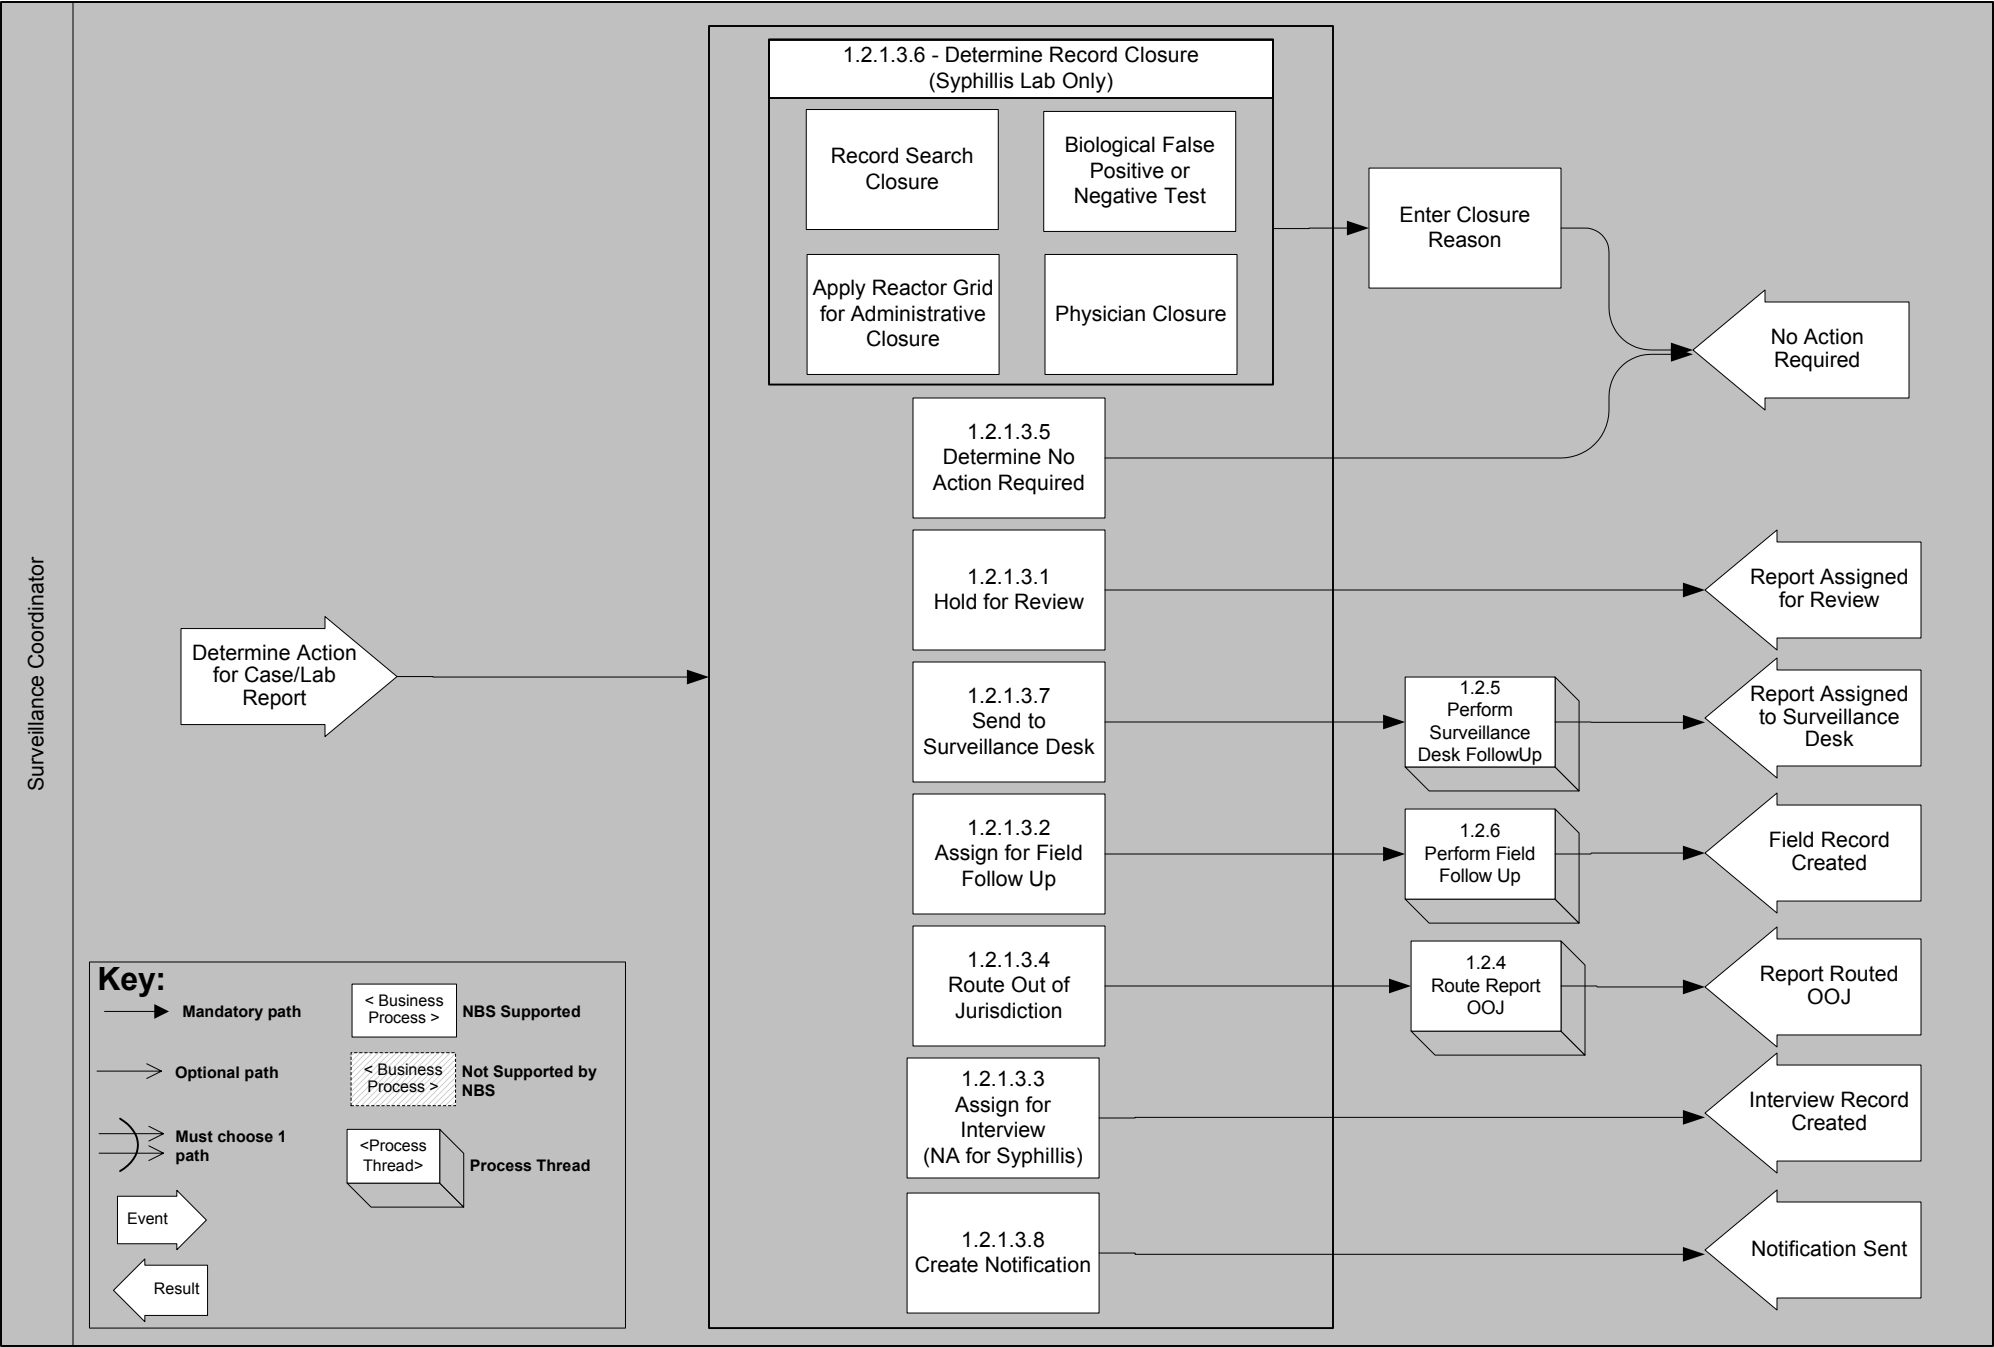 Surveillance Coordinator
Determine Action
for Case/Lab
Report
1.2.1.3.6 - Determine Record Closure
(Syphillis Lab Only)
Record Search
Closure
Biological False
Positive or
Negative Test
Apply Reactor Grid
for Administrative
Closure
Physician Closure
Enter Closure
Reason
No Action
Required
1.2.1.3.5
Determine No
Action Required
1.2.1.3.1
Hold for Review
Report Assigned
for Review
1.2.1.3.7
Send to
Surveillance Desk
1.2.5
Perform
Surveillance
Desk FollowUp
Report Assigned
to Surveillance
Desk
1.2.1.3.2
Assign for Field
Follow Up
1.2.6
Perform Field
Follow Up
Field Record
Created
1.2.1.3.4
Route Out of
Jurisdiction
1.2.4
Route Report
OOJ
Report Routed
OOJ
1.2.1.3.3
Assign for
Interview
(NA for Syphillis)
Interview Record
Created
1.2.1.3.8
Create Notification
Notification Sent
Key:
Mandatory path
Optional path
Must choose 1
path
Event
Result
< Business
Process >
NBS Supported
< Business
Process >
Not Supported by
NBS
<Process
Thread>
Process Thread